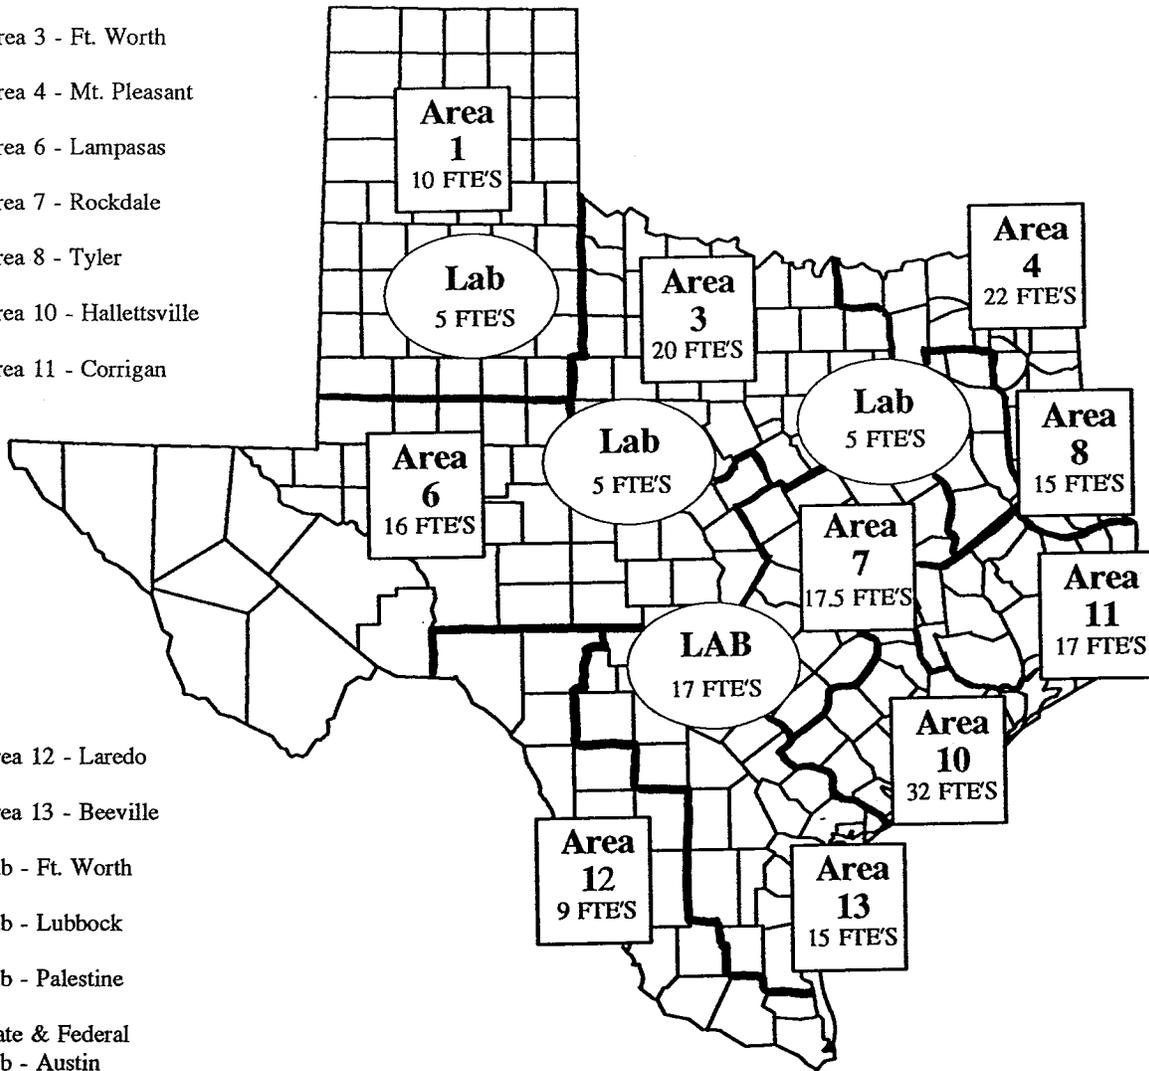 rea 3 - Ft. Worth
rea 4 - Mt. Pleasant
rea 6 - Lampasas
rea 7 - Rockdale
rea 8 - Tyler
rea 10 - Hallettsville
rea 11 - Corrigan
rea 12 - Laredo
rea 13 - Beeville
b - Ft. Worth
b - Lubbock
b - Palestine
ate & Federal
b - Austin
Area
1
10 FTE'S
Lab
5 FTE'S
Area
3
20 FTE'S
Area
4
22 FTE'S
Lab
5 FTE'S
Area
8
15 FTE'S
Area
6
16 FTE'S
Lab
5 FTE'S
Area
7
17.5 FTE'S
Area
11
17 FTE'S
LAB
17 FTE'S
Area
10
32 FTE'S
Area
12
9 FTE'S
Area
13
15 FTE'S